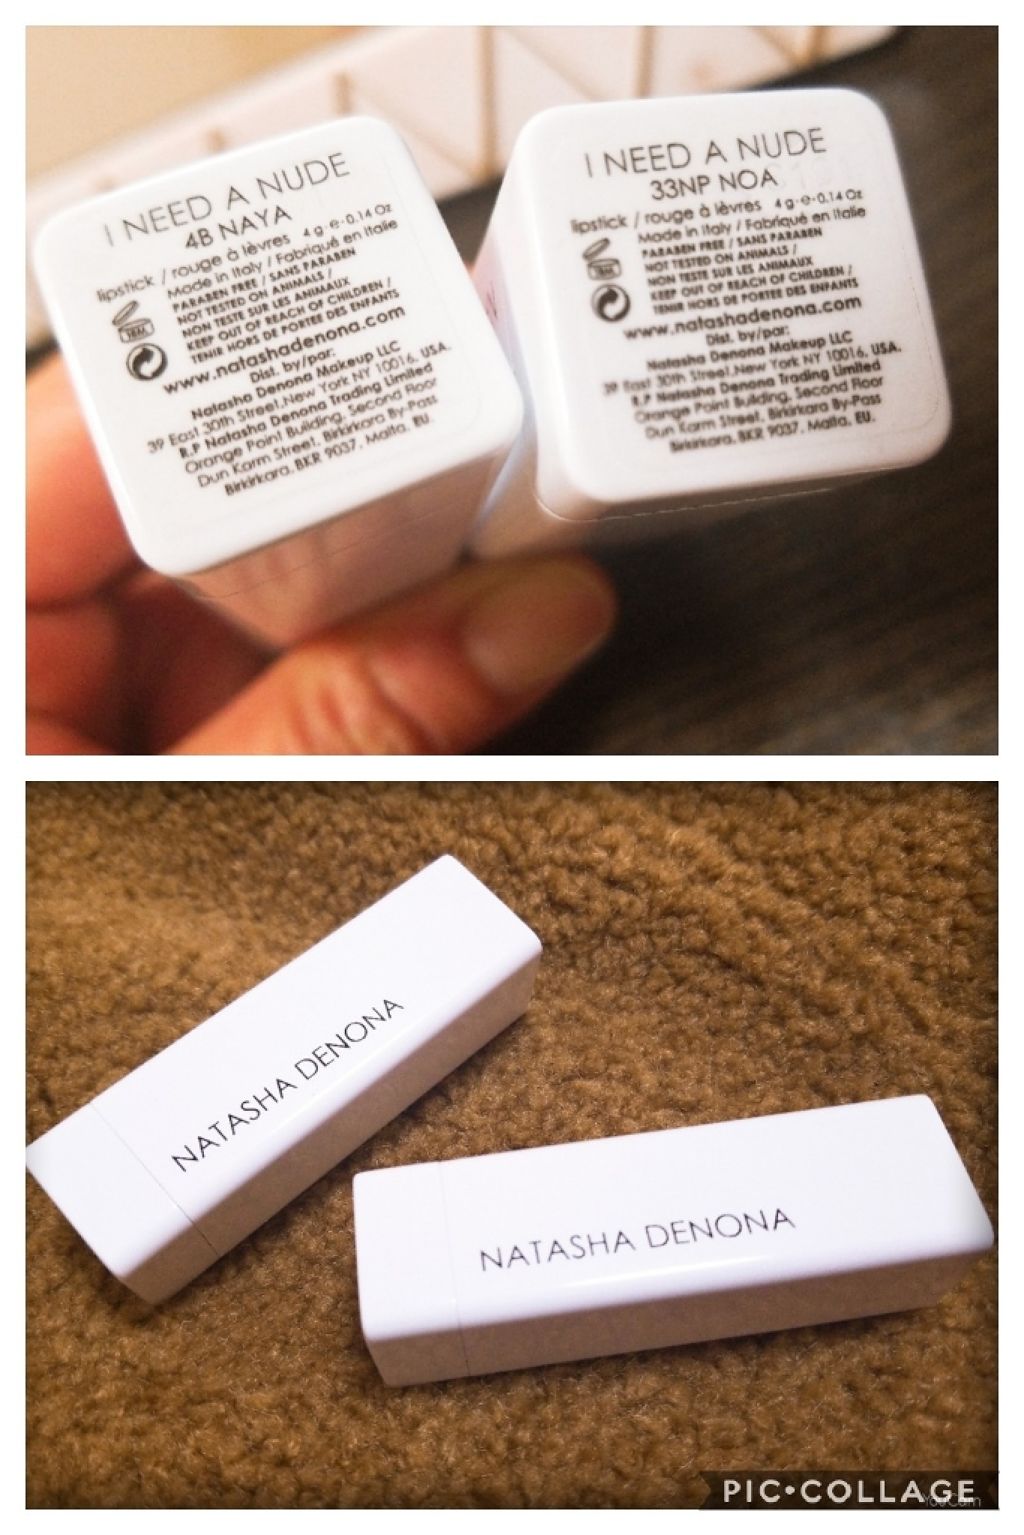 I NEED A NUDE
4B NAYA
lipstick / rouge à lèvres 4 g℮0.14 Oz
Made in Italy / Fabriqué en Italie
PARABEN FREE / SANS PARABEN
NOT TESTED ON ANIMALS /
NON TESTE SUR LES ANIMAUX
KEEP OUT OF REACH OF CHILDREN /
TENIR HORS DE PORTEE DES ENFANTS
www.natashadenona.com
Dist. by/par:
Natasha Denona Makeup LLC
39 East 30th Street,New York NY 10016, USA.
R.P Natasha Denona Trading Limited
Orange Point Building, Second Floor
Dun Karm Street, Birkirkara By-Pass
Birkirkara, BKR 9037, Malta, EU.
I NEED A NUDE
33NP NOA
lipstick / rouge à lèvres 4 g℮0.14 Oz
Made in Italy / Fabriqué en Italie
PARABEN FREE / SANS PARABEN
NOT TESTED ON ANIMALS /
NON TESTE SUR LES ANIMAUX
KEEP OUT OF REACH OF CHILDREN /
TENIR HORS DE PORTEE DES ENFANTS
www.natashadenona.com
Dist. by/par:
Natasha Denona Makeup LLC
39 East 30th Street,New York NY 10016, USA.
R.P Natasha Denona Trading Limited
Orange Point Building, Second Floor
Dun Karm Street, Birkirkara By-Pass
Birkirkara, BKR 9037, Malta, EU.
NATASHA DENONA
NATASHA DENONA
PIC•COLLAGE
YouCam